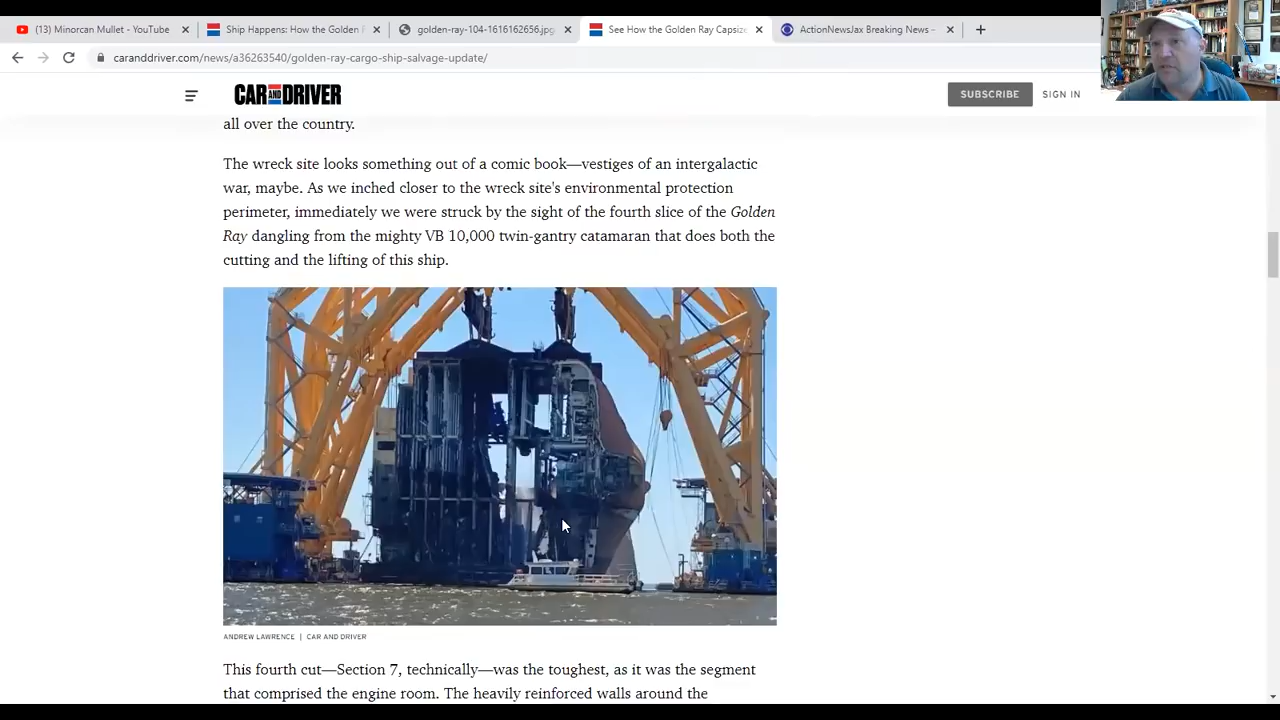 (13) Minorcan Mullet - YouTube
Ship Happens: How the Golden
golden-ray-104-1616162656.jp
See How the Golden Ray Capsize
ActionNewsJax Breaking News -
caranddriver.com/news/a36263540/golden-ray-cargo-ship-salvage-update/
CAR AND DRIVER
SUBSCRIBE
SIGN IN
all over the country.
The wreck site looks something out of a comic book—vestiges of an intergalactic
war, maybe. As we inched closer to the wreck site's environmental protection
perimeter, immediately we were struck by the sight of the fourth slice of the Golden
Ray dangling from the mighty VB 10,000 twin-gantry catamaran that does both the
cutting and the lifting of this ship.
ANDREW LAWRENCE | CAR AND DRIVER
This fourth cut—Section 7, technically—was the toughest, as it was the segment
that comprised the engine room. The heavily reinforced walls around the